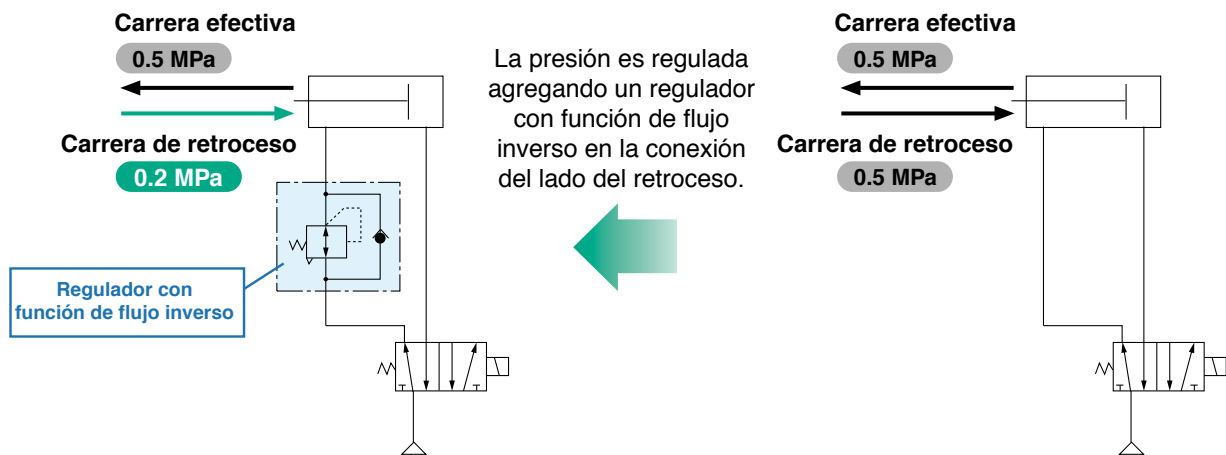 Carrera efectiva
0.5 MPa
Carrera de retroceso
0.2 MPa
Regulador con
función de flujo inverso
La presión es regulada
agregando un regulador
con función de flujo
inverso en la conexión
del lado del retroceso.
Carrera efectiva
0.5 MPa
Carrera de retroceso
0.5 MPa